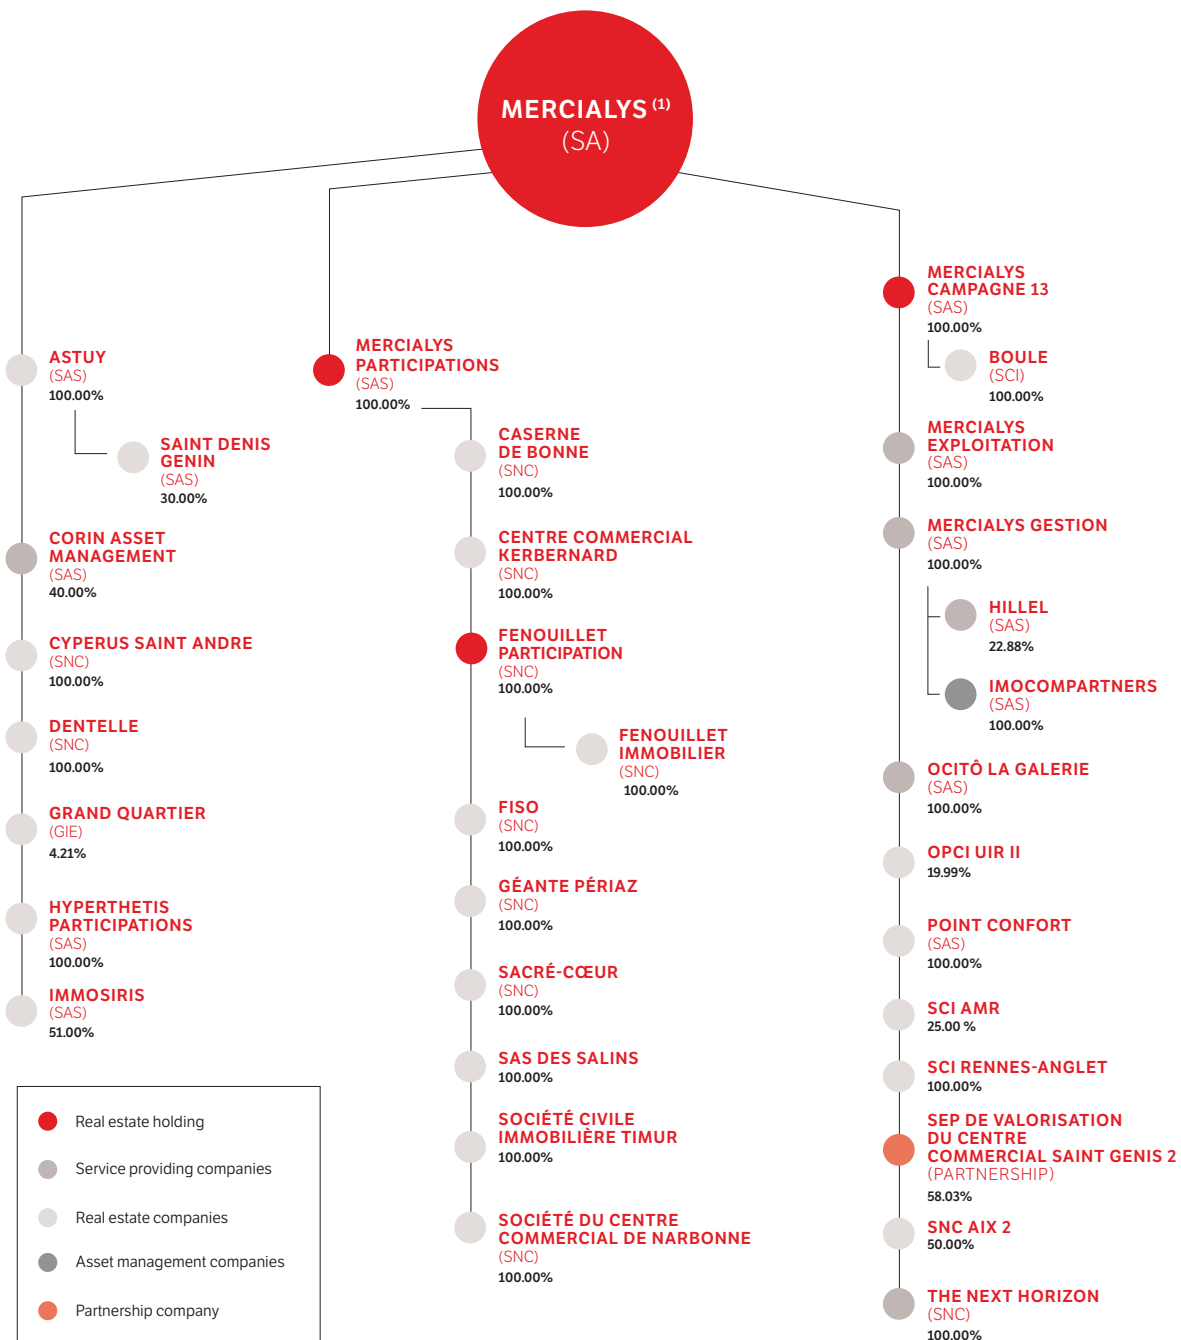 MERCIALYS (1)
(SA)
ASTUY
(SAS)
100.00%
SAINT DENIS
GENIN
(SAS)
30.00%
CORIN ASSET
MANAGEMENT
(SAS)
40.00%
CYPERUS SAINT ANDRE
(SNC)
100.00%
DENTELLE
(SNC)
100.00%
GRAND QUARTIER
(GIE)
4.21%
HYPERTHETIS
PARTICIPATIONS
(SAS)
100.00%
IMMOSIRIS
(SAS)
51.00%
MERCIALYS
PARTICIPATIONS
(SAS)
100.00%
CASERNE
DE BONNE
(SNC)
100.00%
CENTRE COMMERCIAL
KERBERNARD
(SNC)
100.00%
FENOUILLET
PARTICIPATION
(SNC)
100.00%
FENOUILLET
IMMOBILIER
(SNC)
100.00%
FISO
(SNC)
100.00%
GÉANTE PÉRIAZ
(SNC)
100.00%
SACRÉ-CŒUR
(SNC)
100.00%
SAS DES SALINS
100.00%
SOCIÉTÉ CIVILE
IMMOBILIÈRE TIMUR
100.00%
SOCIÉTÉ DU CENTRE
COMMERCIAL DE NARBONNE
(SNC)
100.00%
MERCIALYS
CAMPAGNE 13
(SAS)
100.00%
BOULE
(SCI)
100.00%
MERCIALYS
EXPLOITATION
(SAS)
100.00%
MERCIALYS GESTION
(SAS)
100.00%
HILLEL
(SAS)
22.88%
IMOCOMPARTNERS
(SAS)
100.00%
OCITÔ LA GALERIE
(SAS)
100.00%
OPCI UIR II
19.99%
POINT CONFORT
(SAS)
100.00%
SCI AMR
25.00 %
SCI RENNES-ANGLET
100.00%
SEP DE VALORISATION
DU CENTRE
COMMERCIAL SAINT GENIS 2
(PARTNERSHIP)
58.03%
SNC AIX 2
50.00%
THE NEXT HORIZON
(SNC)
100.00%
Real estate holding
Service providing companies
Real estate companies
Asset management companies
Partnership company